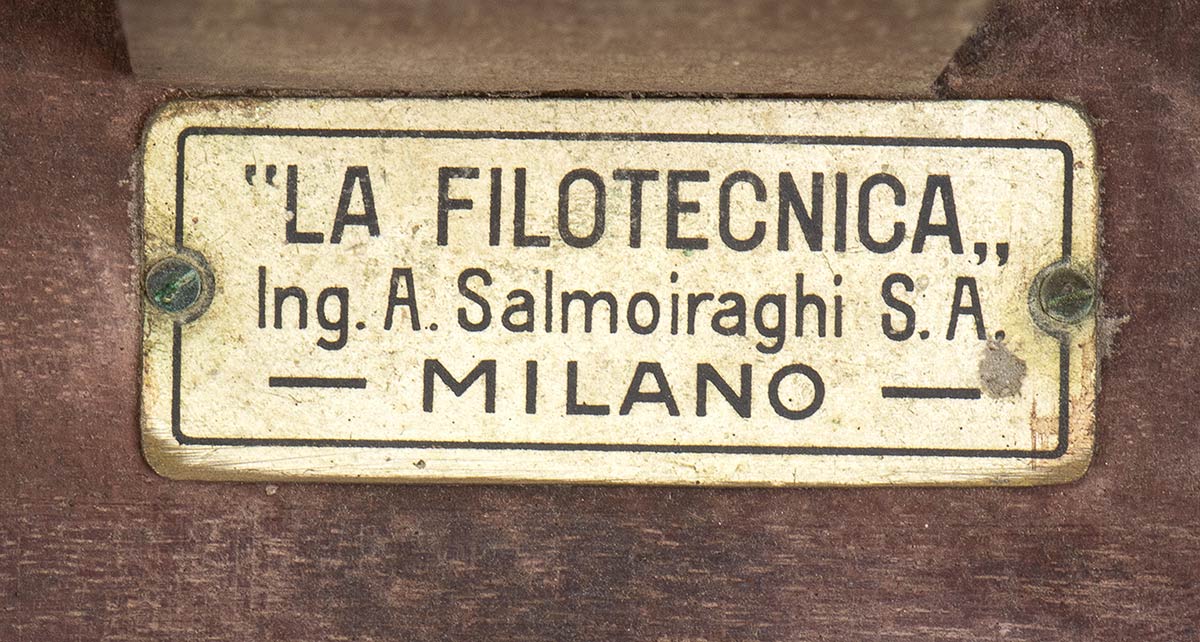 “LA FILOTECNICA„
Ing. A. Salmoiraghi S. A.
— MILANO —